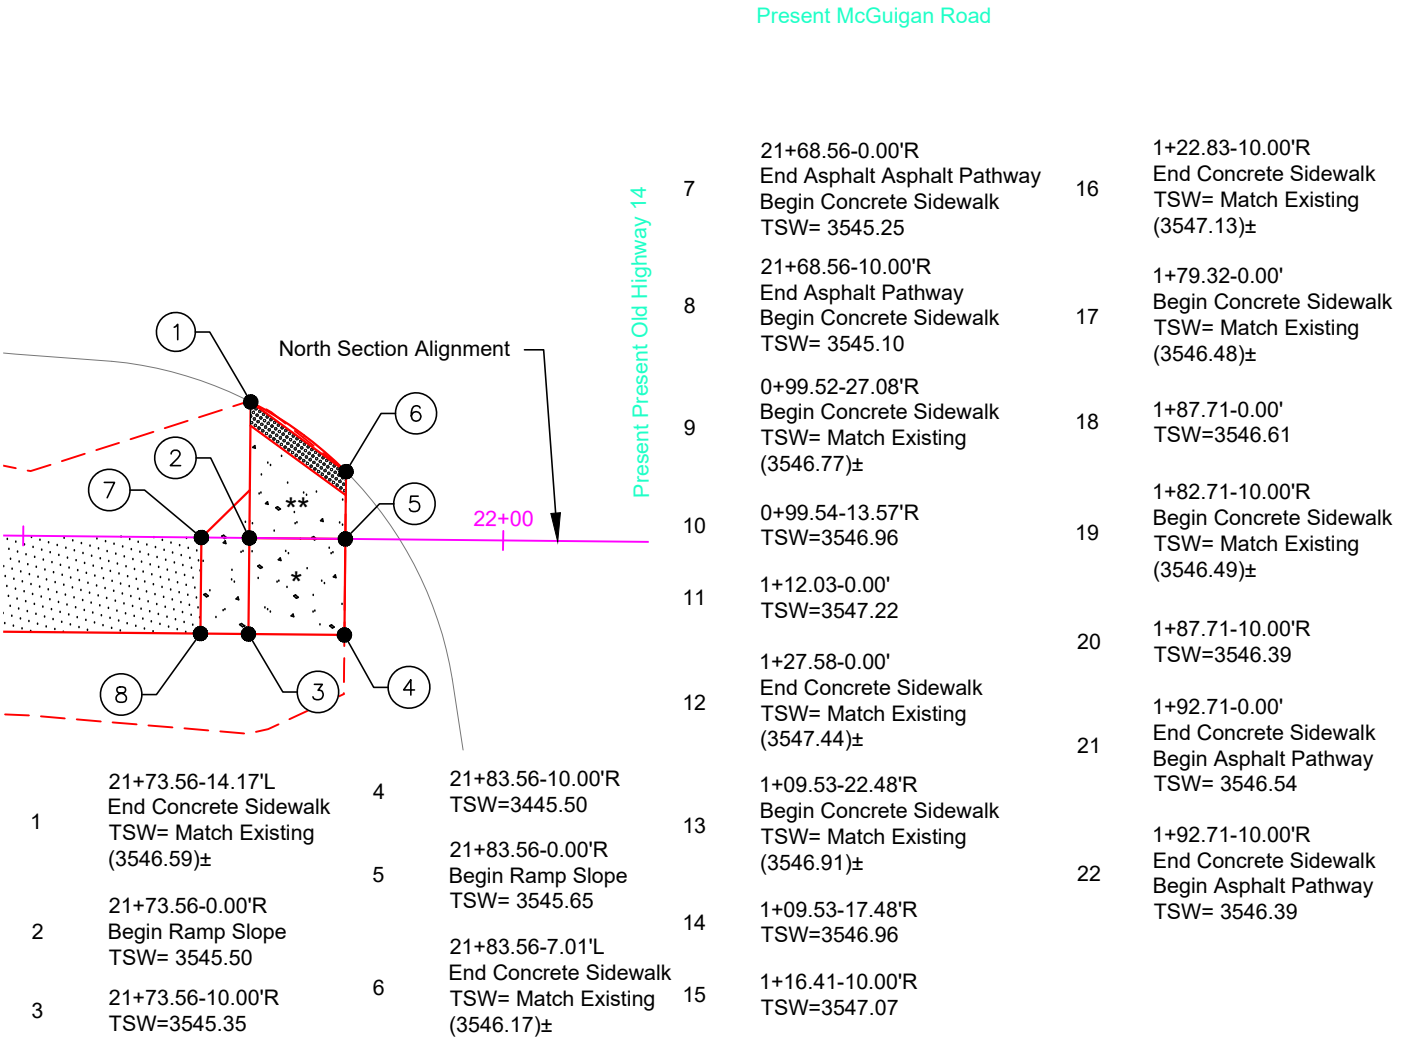 Present McGuigan Road
Present Present Old Highway 14
North Section Alignment
22+00
1
2
7
6
5
**
*
8
3
4
1
21+73.56-14.17'L
End Concrete Sidewalk
TSW= Match Existing
(3546.59)±
2
21+73.56-0.00'R
Begin Ramp Slope
TSW= 3545.50
3
21+73.56-10.00'R
TSW=3545.35
4
21+83.56-10.00'R
TSW=3445.50
5
21+83.56-0.00'R
Begin Ramp Slope
TSW= 3545.65
6
21+83.56-7.01'L
End Concrete Sidewalk
TSW= Match Existing
(3546.17)±
7
21+68.56-0.00'R
End Asphalt Asphalt Pathway
Begin Concrete Sidewalk
TSW= 3545.25
8
21+68.56-10.00'R
End Asphalt Pathway
Begin Concrete Sidewalk
TSW= 3545.10
9
0+99.52-27.08'R
Begin Concrete Sidewalk
TSW= Match Existing
(3546.77)±
10
0+99.54-13.57'R
TSW=3546.96
11
1+12.03-0.00'
TSW=3547.22
12
1+27.58-0.00'
End Concrete Sidewalk
TSW= Match Existing
(3547.44)±
13
1+09.53-22.48'R
Begin Concrete Sidewalk
TSW= Match Existing
(3546.91)±
14
1+09.53-17.48'R
TSW=3546.96
15
1+16.41-10.00'R
TSW=3547.07
16
1+22.83-10.00'R
End Concrete Sidewalk
TSW= Match Existing
(3547.13)±
17
1+79.32-0.00'
Begin Concrete Sidewalk
TSW= Match Existing
(3546.48)±
18
1+87.71-0.00'
TSW=3546.61
19
1+82.71-10.00'R
Begin Concrete Sidewalk
TSW= Match Existing
(3546.49)±
20
1+87.71-10.00'R
TSW=3546.39
21
1+92.71-0.00'
End Concrete Sidewalk
Begin Asphalt Pathway
TSW= 3546.54
22
1+92.71-10.00'R
End Concrete Sidewalk
Begin Asphalt Pathway
TSW= 3546.39